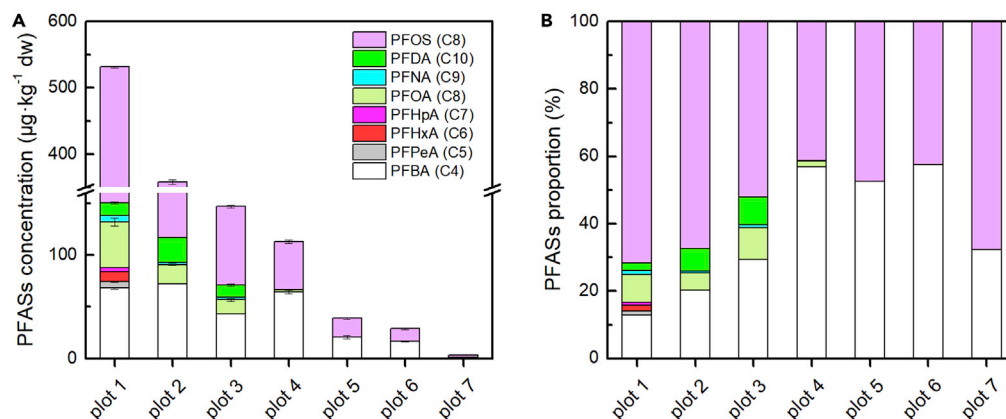 A
PFASs concentration (µg·kg⁻¹ dw)
600
500
400
100
0
PFOS (C8)
PFDA (C10)
PFNA (C9)
PFOA (C8)
PFHpA (C7)
PFHxA (C6)
PFPeA (C5)
PFBA (C4)
plot 1
plot 2
plot 3
plot 4
plot 5
plot 6
plot 7
B
PFASs proportion (%)
100
80
60
40
20
0
plot 1
plot 2
plot 3
plot 4
plot 5
plot 6
plot 7